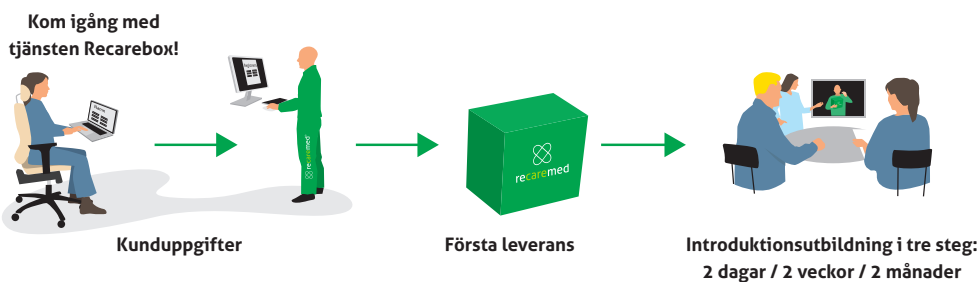 Kom igång med
tjänsten Recarebox!
recaremed
recaremed
Kunduppgifter
Första leverans
Introduktionsutbildning i tre steg:
2 dagar / 2 veckor / 2 månader